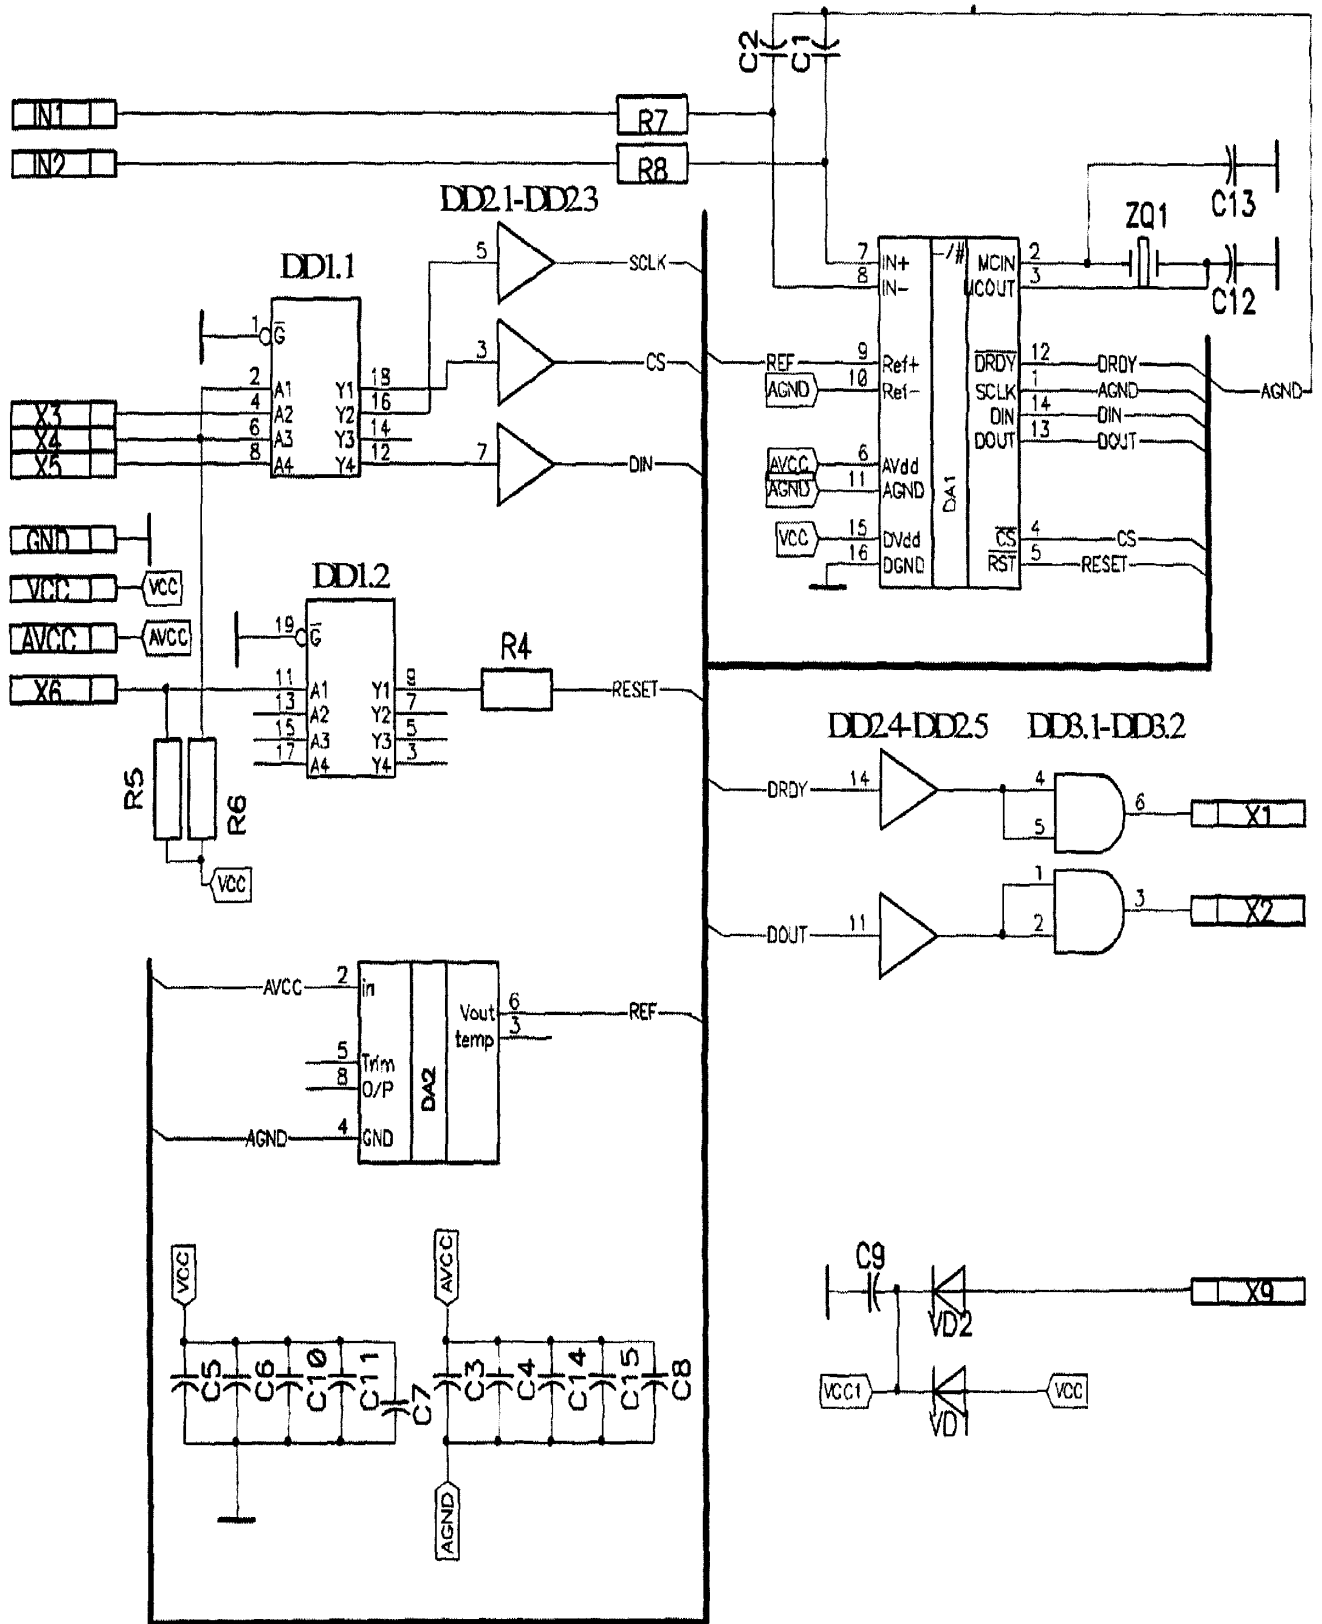 C2 C1
IN1 R7
IN2 R8
DD2.1-DD2.3
C13
ZQ1
C12
DD1.1
5 SCLK
3 CS
7 DIN
1 G
2 A1 Y1 18
X3 4 A2 Y2 16
X4 6 A3 Y3 14
X5 8 A4 Y4 12
7 IN+ -/# MCIN 2
8 IN- MCOUT 3
REF 9 Ref+ DRDY 12 DRDY
AGND 10 Ref- SCLK 1 AGND AGND
DIN 14 DIN
DOUT 13 DOUT
AVCC 6 AVdd
AGND 11 AGND
DA1
VCC 15 DVdd CS 4 CS
16 DGND RST 5 RESET
GND
VCC VCC
AVCC AVCC
DD1.2
19 G
R4
X6 11 A1 Y1 9 RESET
13 A2 Y2 7
15 A3 Y3 5
17 A4 Y4 3
R5 R6
VCC
DD2.4-DD2.5 DD3.1-DD3.2
DRDY 14 4 5 6 X1
DOUT 11 1 2 3 X2
AVCC 2 in
Vout 6 REF
temp 3
5 Trim
8 O/P
DA2
AGND 4 GND
VCC AVCC
C5 C6 C10 C11 C7
C3 C4 C14 C15 C8
AGND
C9 VD2 X9
VCC1 VD1 VCC